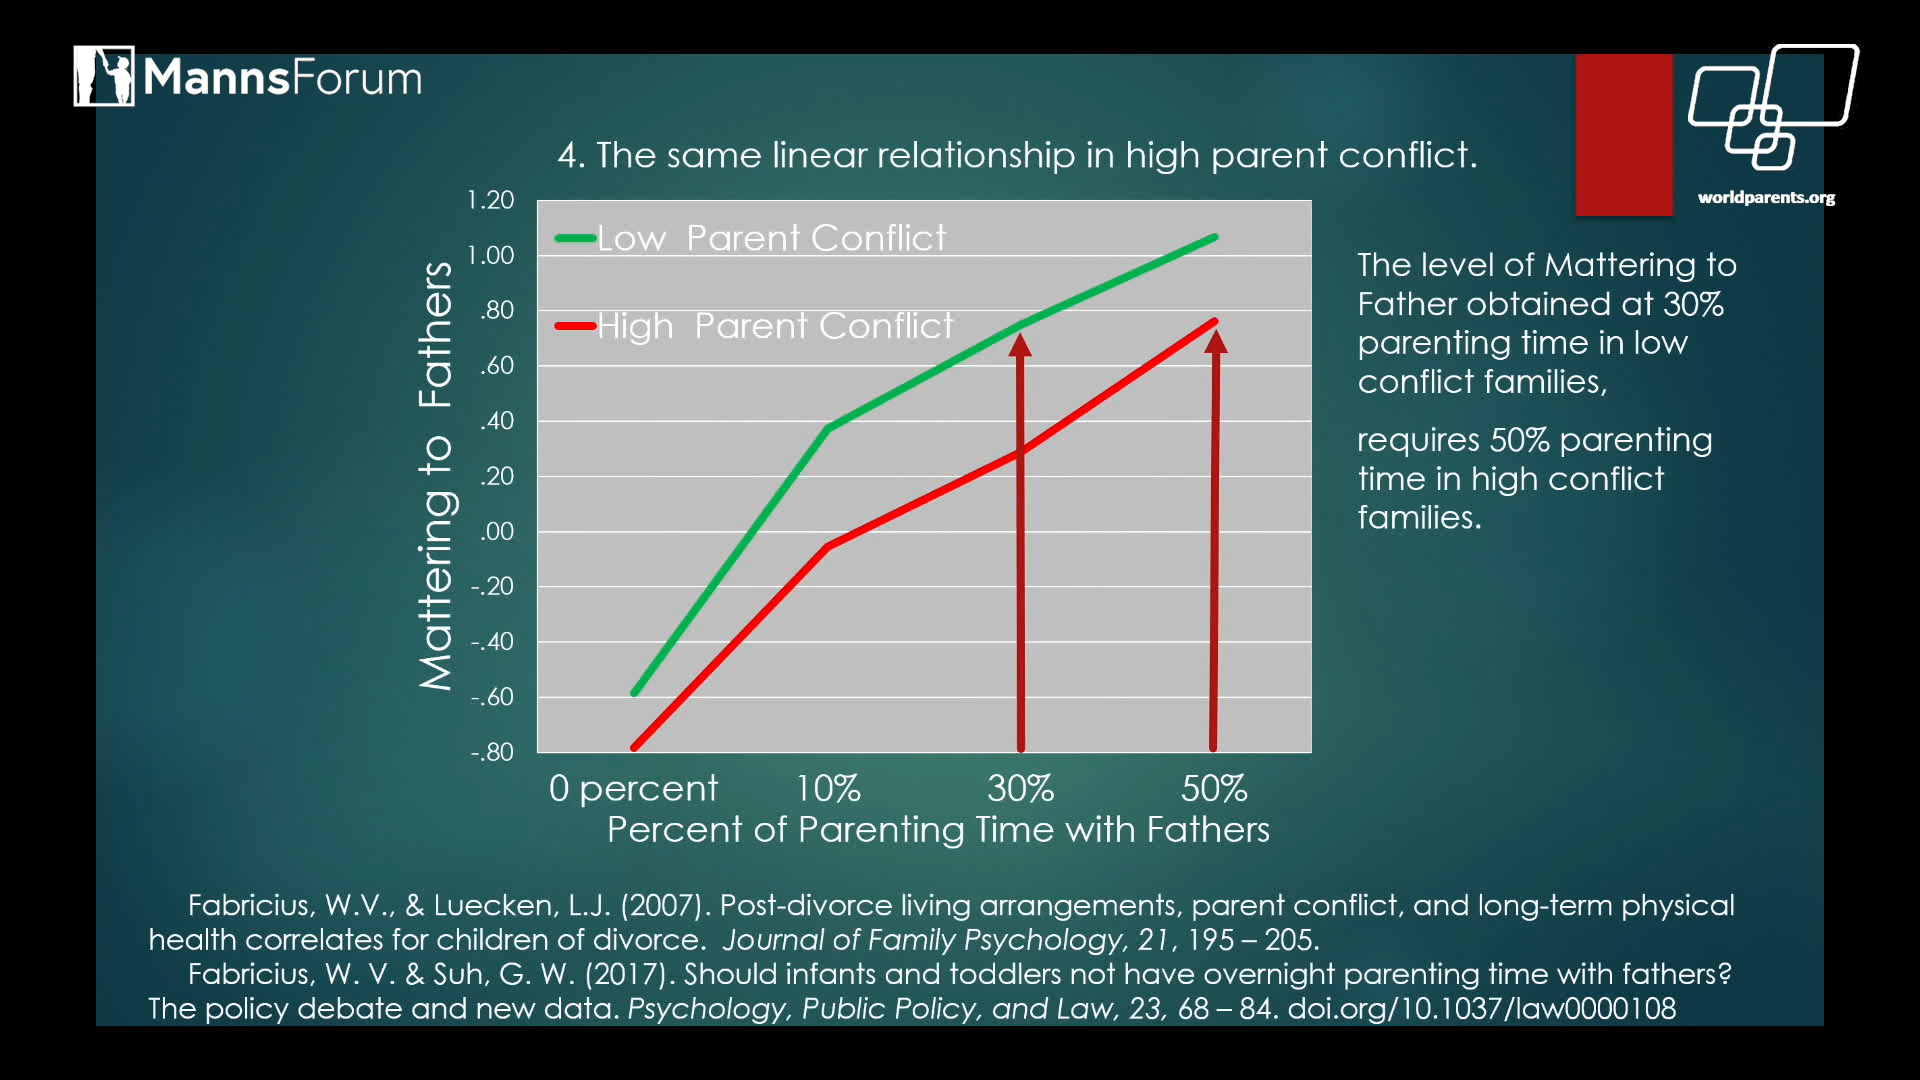 MannsForum
worldparents.org
4. The same linear relationship in high parent conflict.
Mattering to Fathers
1.20
1.00
.80
.60
.40
.20
.00
-.20
-.40
-.60
-.80
Low Parent Conflict
High Parent Conflict
0 percent 10% 30% 50%
Percent of Parenting Time with Fathers
The level of Mattering to
Father obtained at 30%
parenting time in low
conflict families,
requires 50% parenting
time in high conflict
families.
Fabricius, W.V., & Luecken, L.J. (2007). Post-divorce living arrangements, parent conflict, and long-term physical
health correlates for children of divorce. Journal of Family Psychology, 21, 195 – 205.
Fabricius, W. V. & Suh, G. W. (2017). Should infants and toddlers not have overnight parenting time with fathers?
The policy debate and new data. Psychology, Public Policy, and Law, 23, 68 – 84. doi.org/10.1037/law0000108